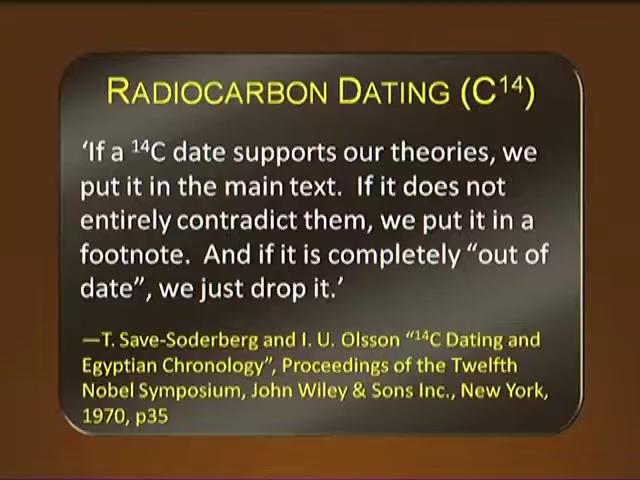 RADIOCARBON DATING (C¹⁴)
‘If a ¹⁴C date supports our theories, we
put it in the main text. If it does not
entirely contradict them, we put it in a
footnote. And if it is completely “out of
date”, we just drop it.’
—T. Save-Soderberg and I. U. Olsson “¹⁴C Dating and
Egyptian Chronology”, Proceedings of the Twelfth
Nobel Symposium, John Wiley & Sons Inc., New York,
1970, p35